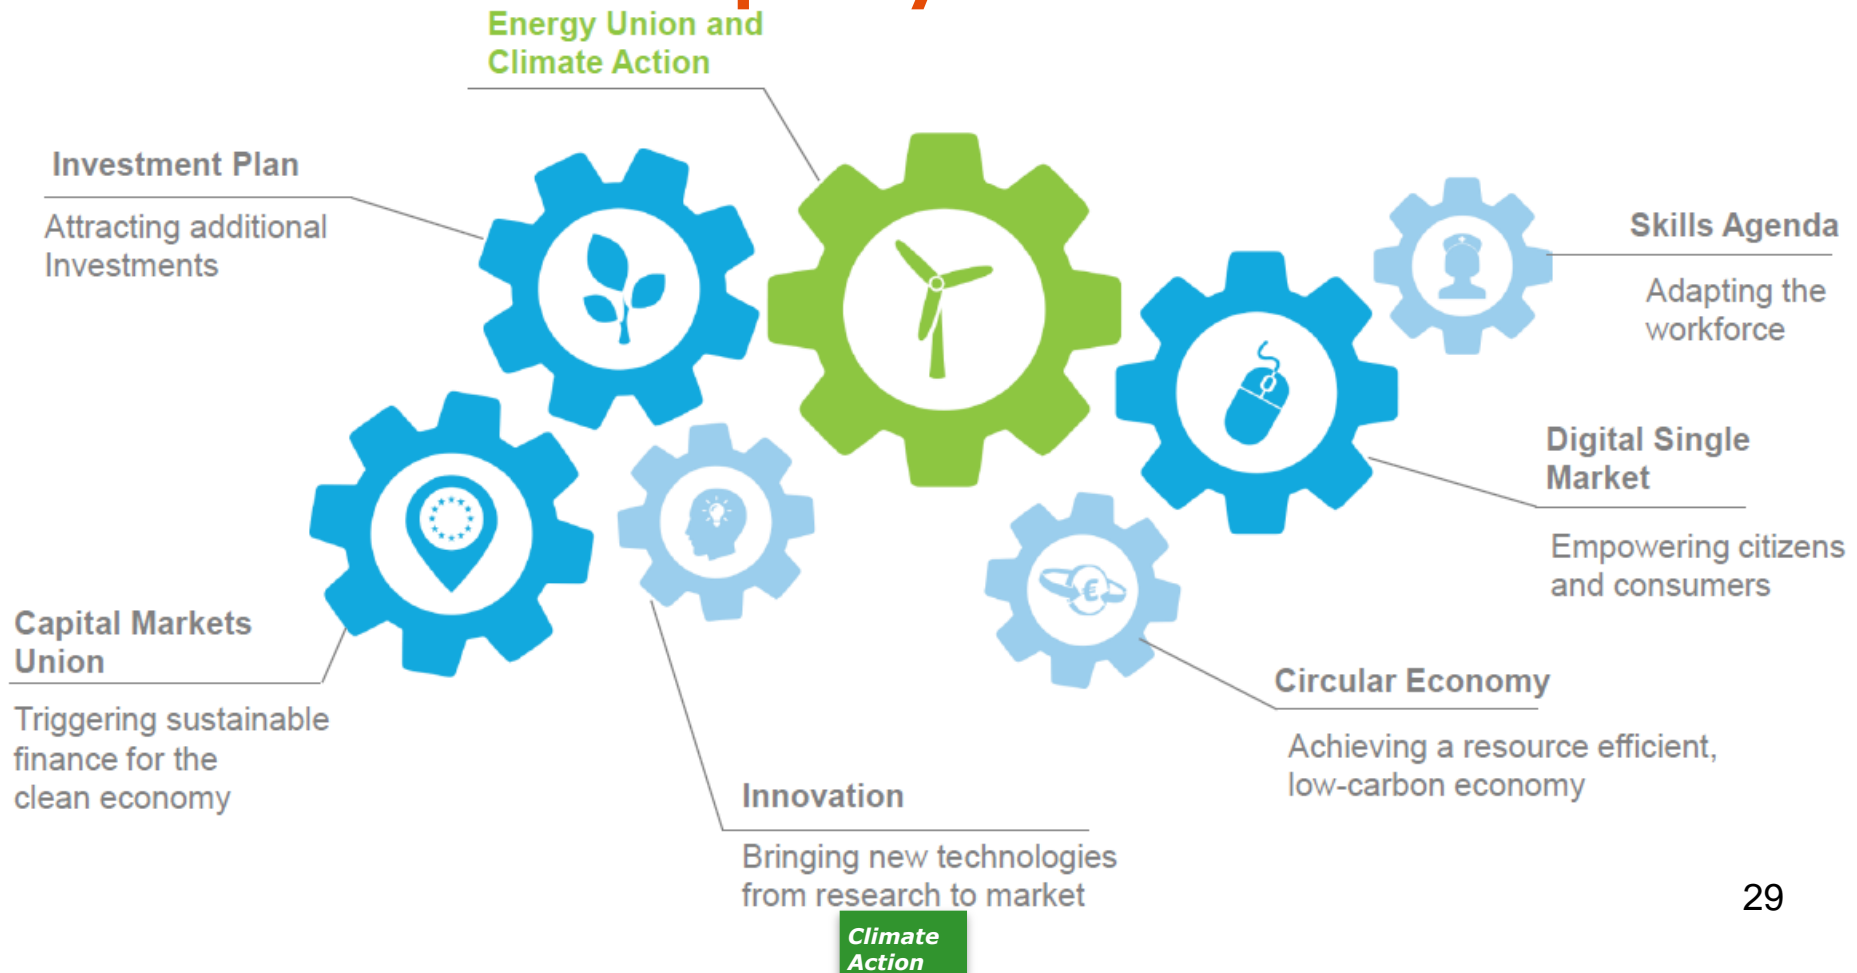 Energy Union and
Climate Action
Investment Plan
Attracting additional
Investments
Skills Agenda
Adapting the
workforce
Digital Single
Market
Empowering citizens
and consumers
Capital Markets
Union
Triggering sustainable
finance for the
clean economy
Circular Economy
Achieving a resource efficient,
low-carbon economy
Innovation
Bringing new technologies
from research to market
29
Climate
Action